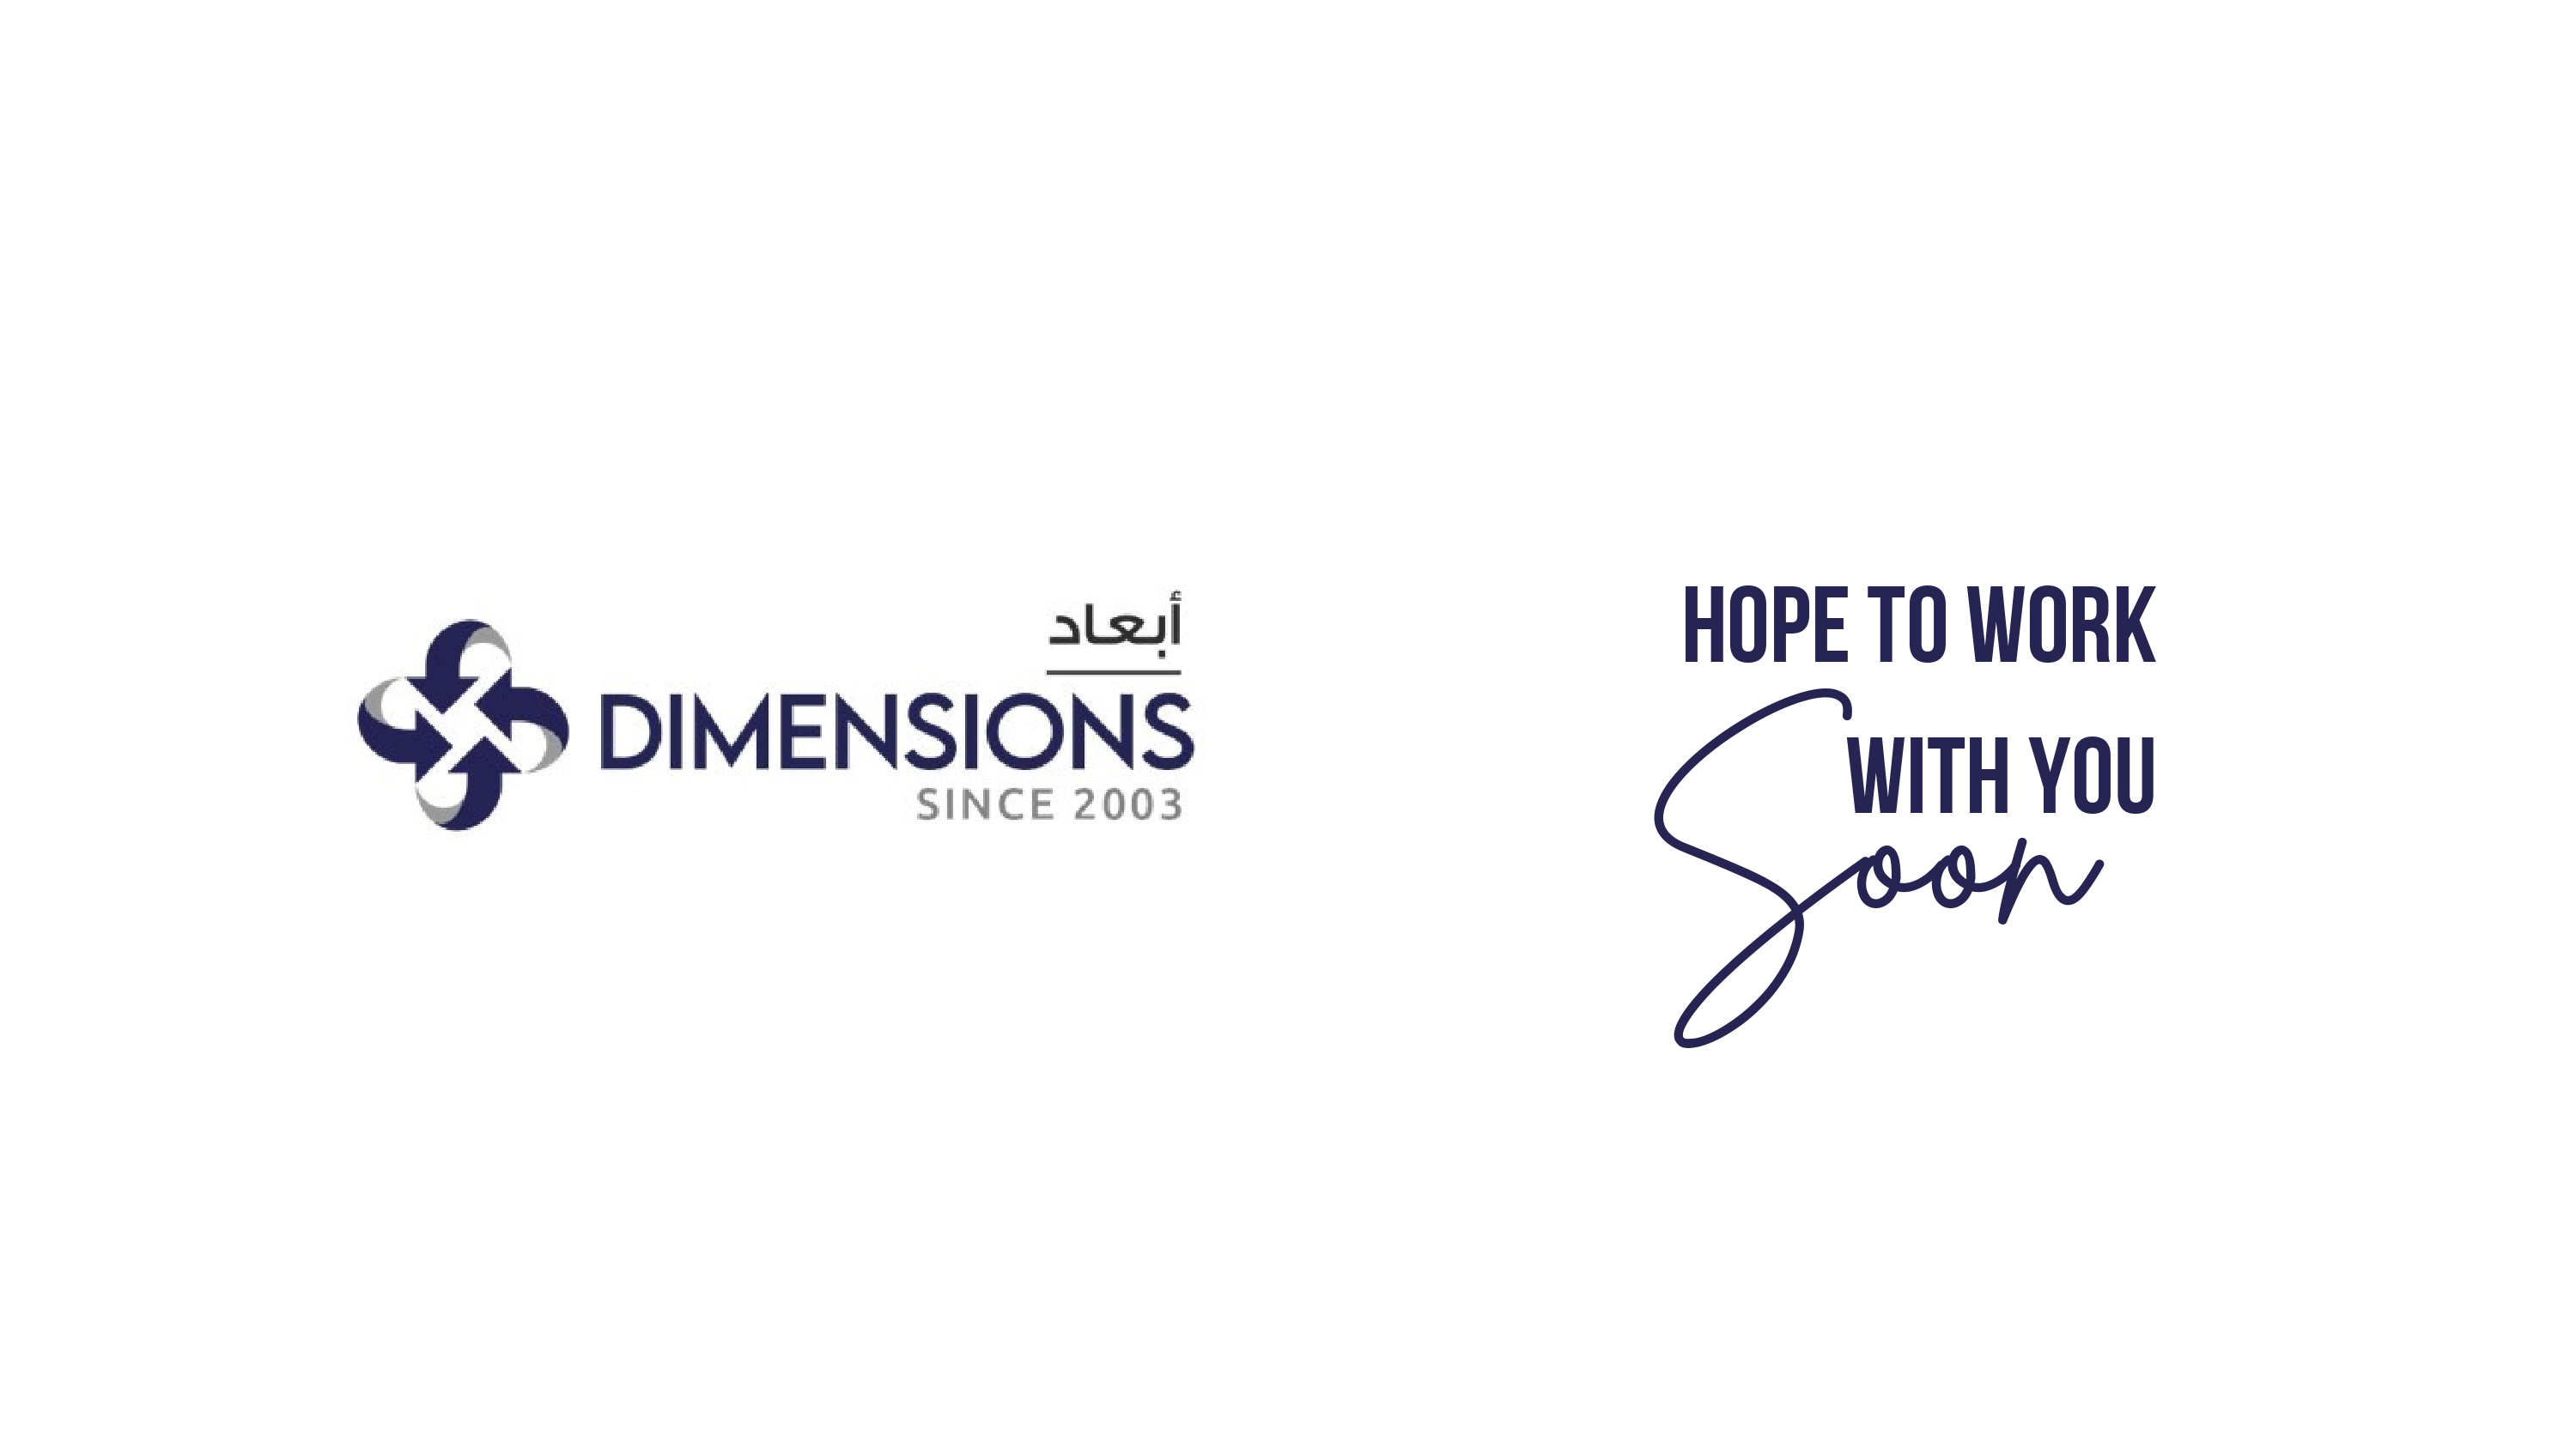 أبعاد
DIMENSIONS
SINCE 2003
HOPE TO WORK
WITH YOU
Soon